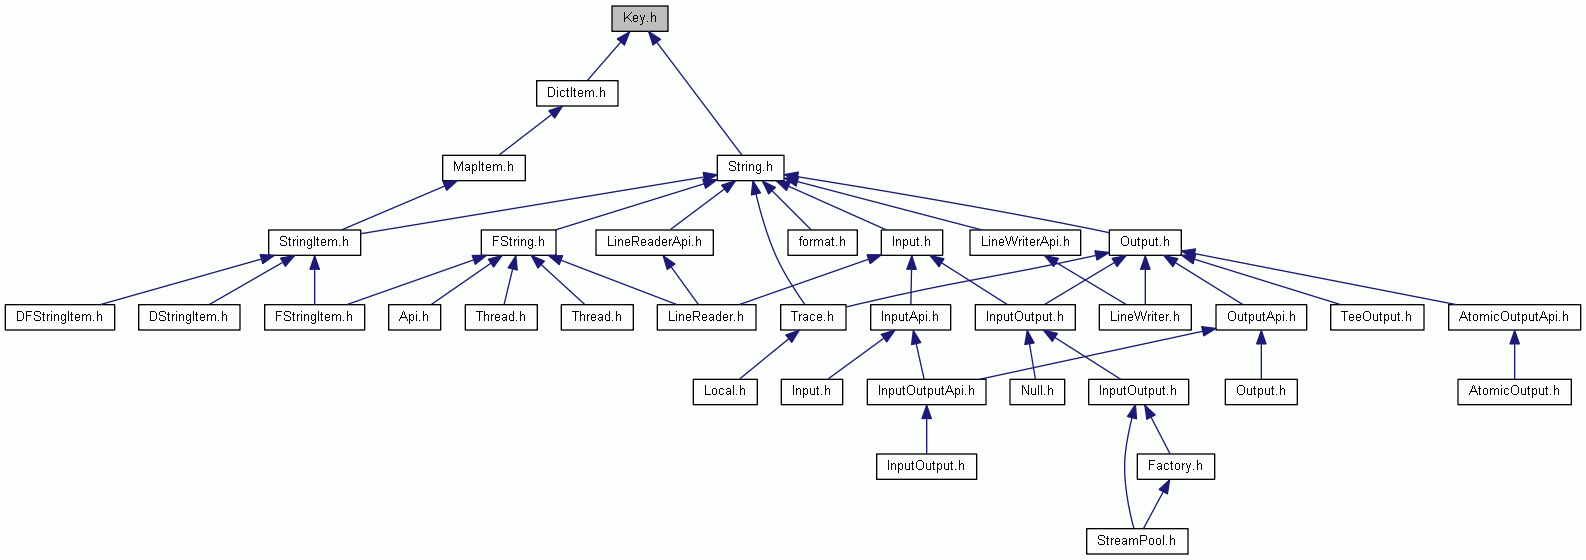 Key.h
DictItem.h
MapItem.h
String.h
StringItem.h
FString.h
LineReaderApi.h
format.h
Input.h
LineWriterApi.h
Output.h
DFStringItem.h
DStringItem.h
FStringItem.h
Api.h
Thread.h
Thread.h
LineReader.h
Trace.h
InputApi.h
InputOutput.h
LineWriter.h
OutputApi.h
TeeOutput.h
AtomicOutputApi.h
Local.h
Input.h
InputOutputApi.h
Null.h
InputOutput.h
Output.h
AtomicOutput.h
InputOutput.h
Factory.h
StreamPool.h